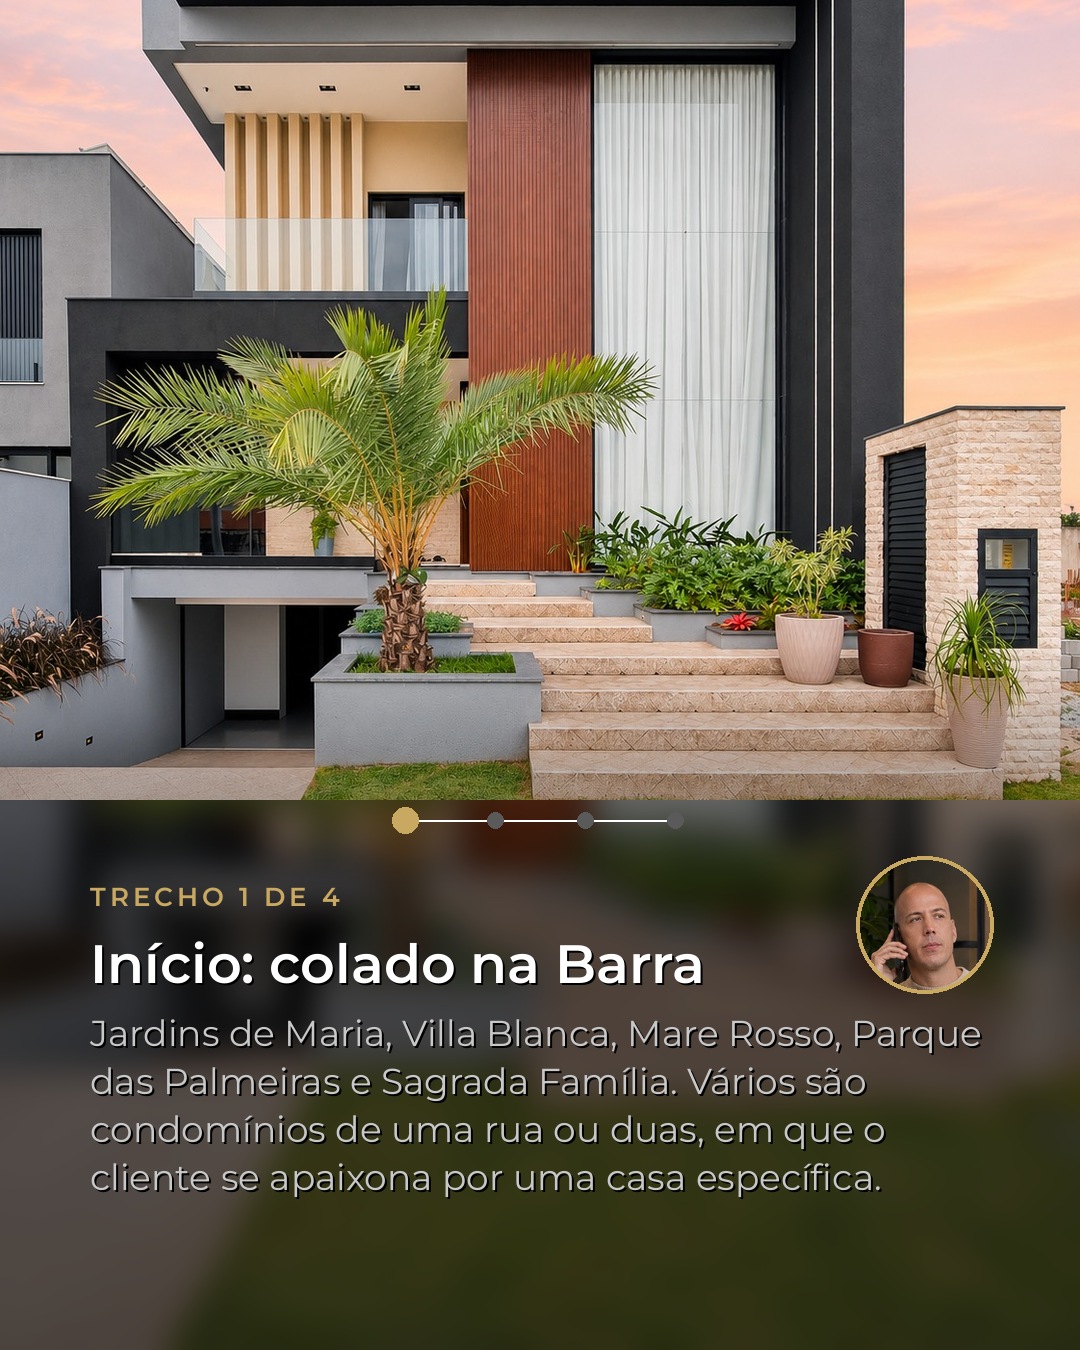 TRECHO 1 DE 4
Início: colado na Barra
Jardins de Maria, Villa Blanca, Mare Rosso, Parque
das Palmeiras e Sagrada Família. Vários são
condomínios de uma rua ou duas, em que o
cliente se apaixona por uma casa específica.